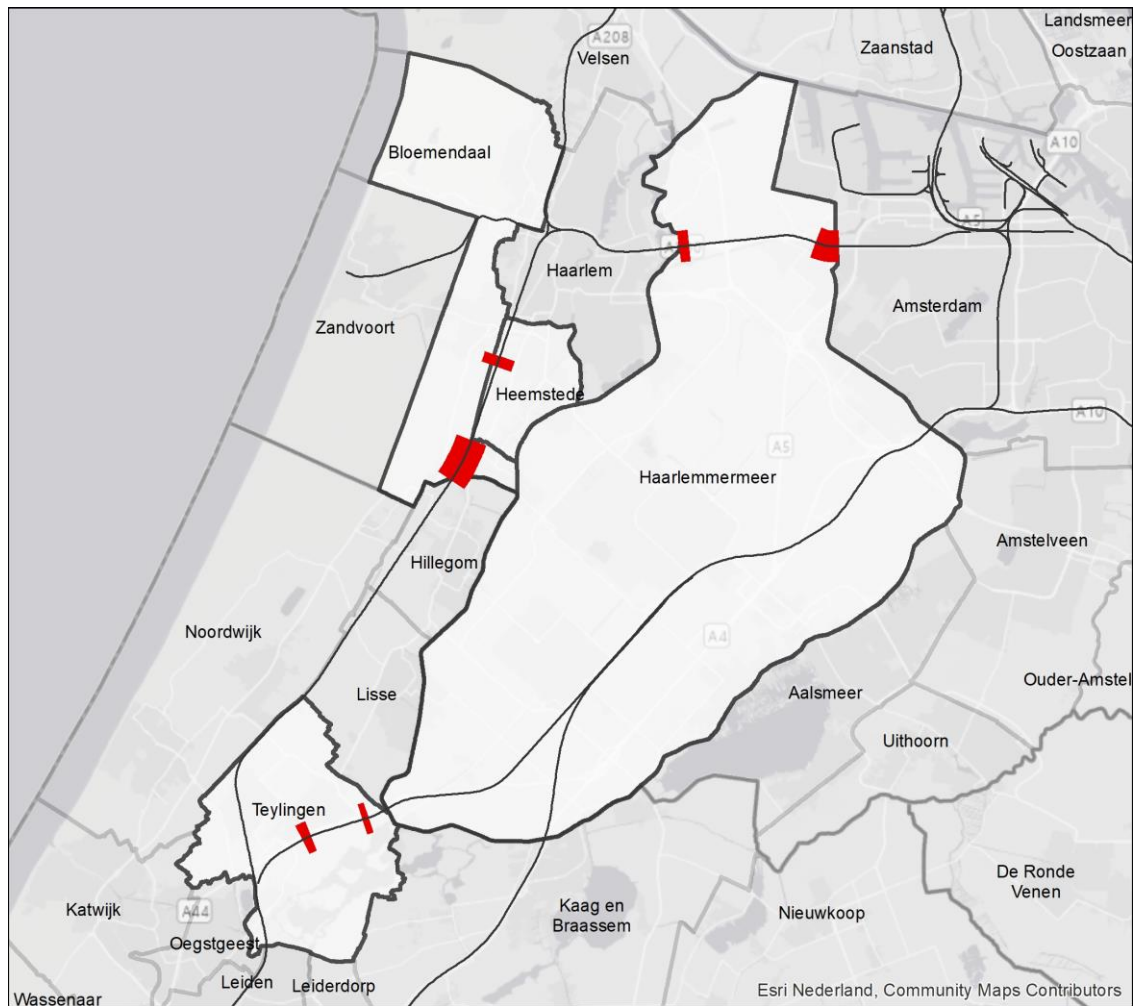 Landsmeer
A208
Zaanstad
Oostzaan
Velsen
A10
Bloemendaal
A5
Haarlem
Amsterdam
Zandvoort
Heemstede
A10
A5
Haarlemmermeer
Amstelveen
Hillegom
Noordwijk
A4
Ouder-Amstel
Lisse
Aalsmeer
Uithoorn
Teylingen
De Ronde
Venen
Katwijk
A44
Kaag en
Braassem
Nieuwkoop
Oegstgeest
Leiden
Leiderdorp
Wassenaar
Esri Nederland, Community Maps Contributors